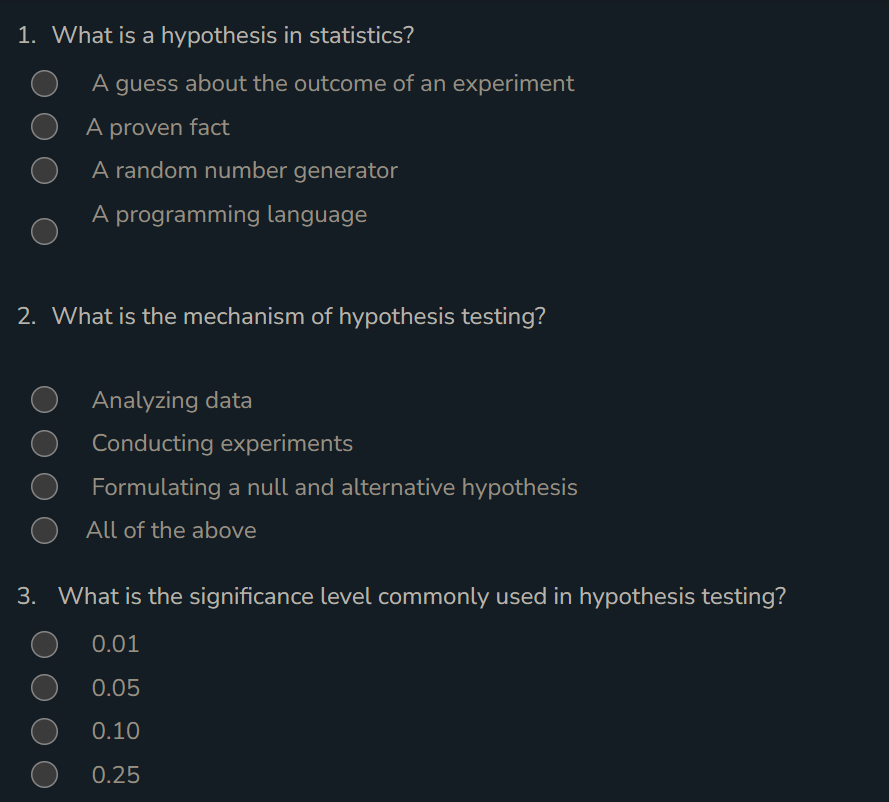 1. What is a hypothesis in statistics?
A guess about the outcome of an experiment
A proven fact
A random number generator
A programming language
2. What is the mechanism of hypothesis testing?
Analyzing data
Conducting experiments
Formulating a null and alternative hypothesis
All of the above
3. What is the significance level commonly used in hypothesis testing?
0.01
0.05
0.10
0.25